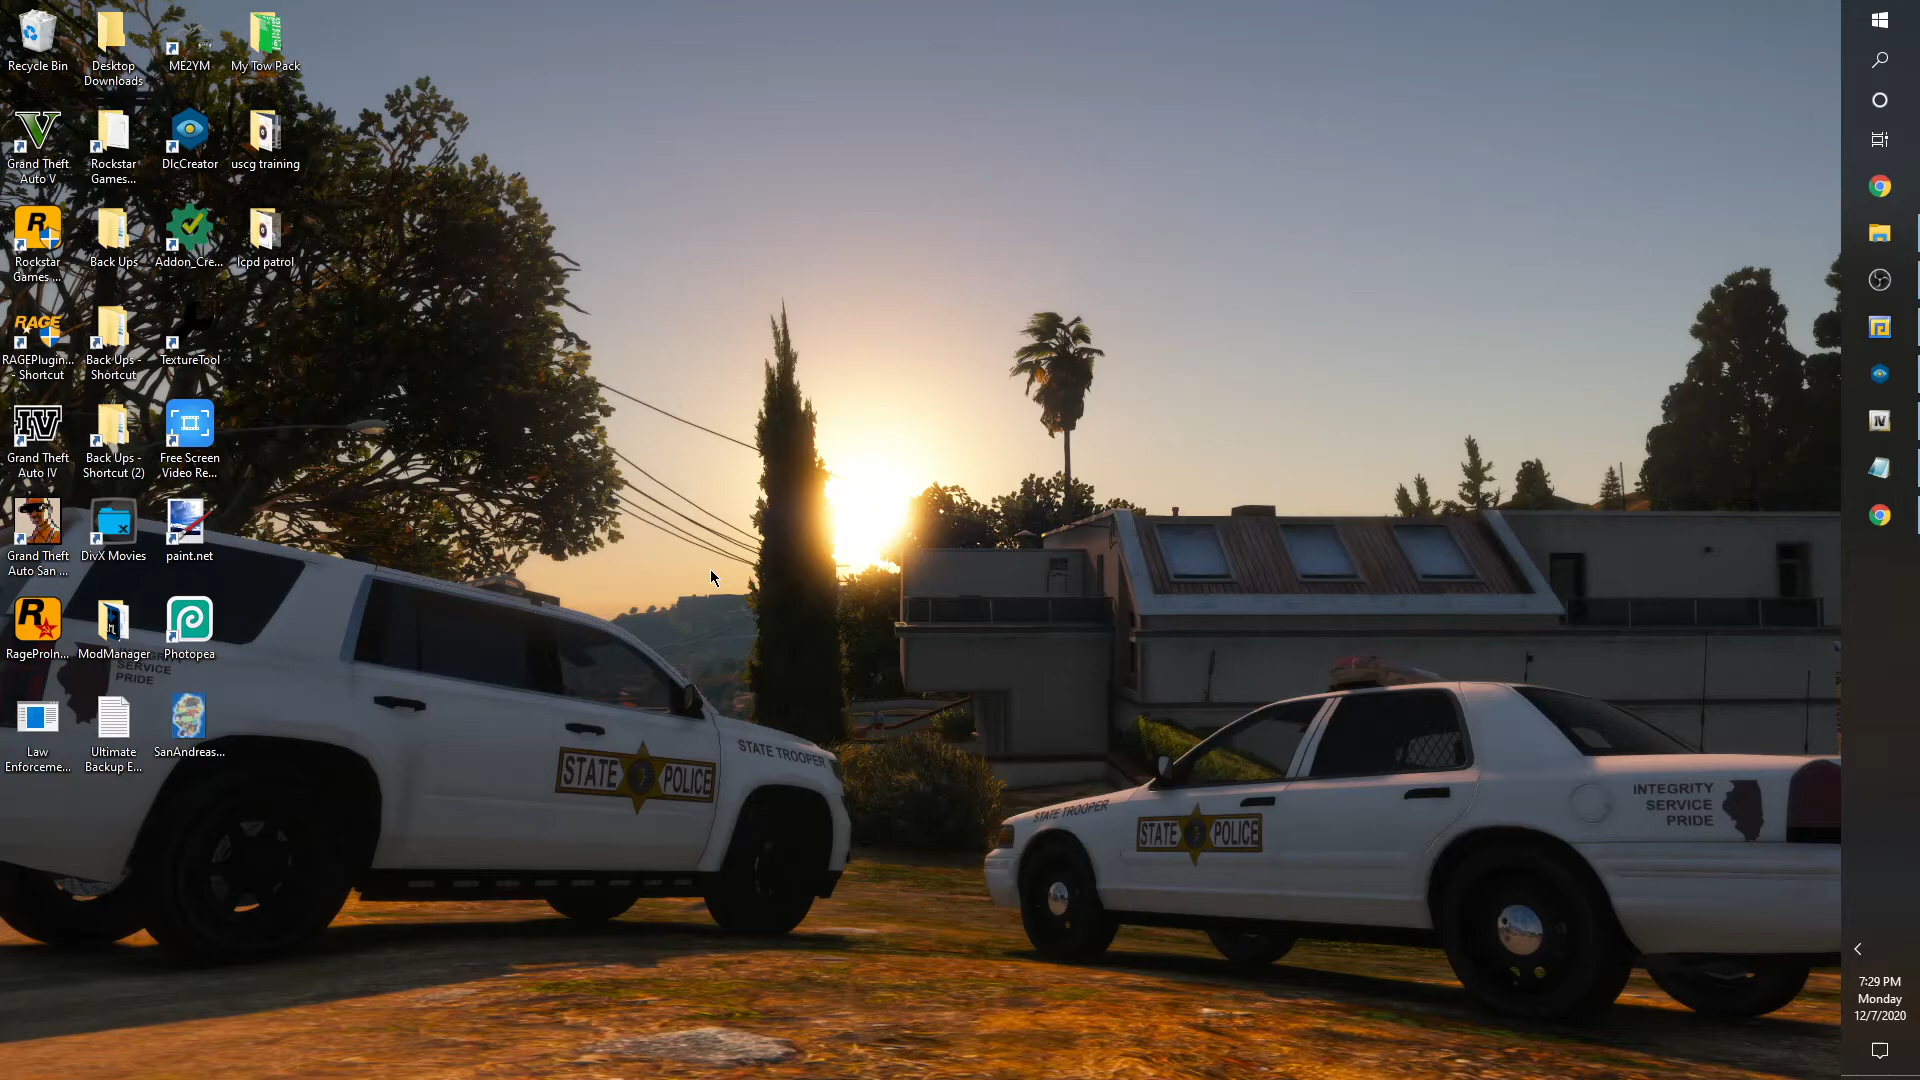 Recycle Bin
Desktop
Downloads
ME2YM
My Tow Pack
Grand Theft
Auto V
Rockstar
Games...
DlcCreator
uscg training
Rockstar
Games ...
Back Ups
Addon_Cre...
lcpd patrol
RAGE
RAGEPlugin...
- Shortcut
Back Ups -
Shortcut
TextureTool
IV
Grand Theft
Auto IV
Back Ups -
Shortcut (2)
Free Screen
Video Re...
Grand Theft
Auto San ...
DivX Movies
paint.net
RageProIn...
ModManager
Photopea
Law
Enforceme...
Ultimate
Backup E...
SanAndreas...
INTEGRITY
SERVICE
PRIDE
STATE POLICE
STATE TROOPER
STATE TROOPER
STATE POLICE
INTEGRITY
SERVICE
PRIDE
7:29 PM
Monday
12/7/2020